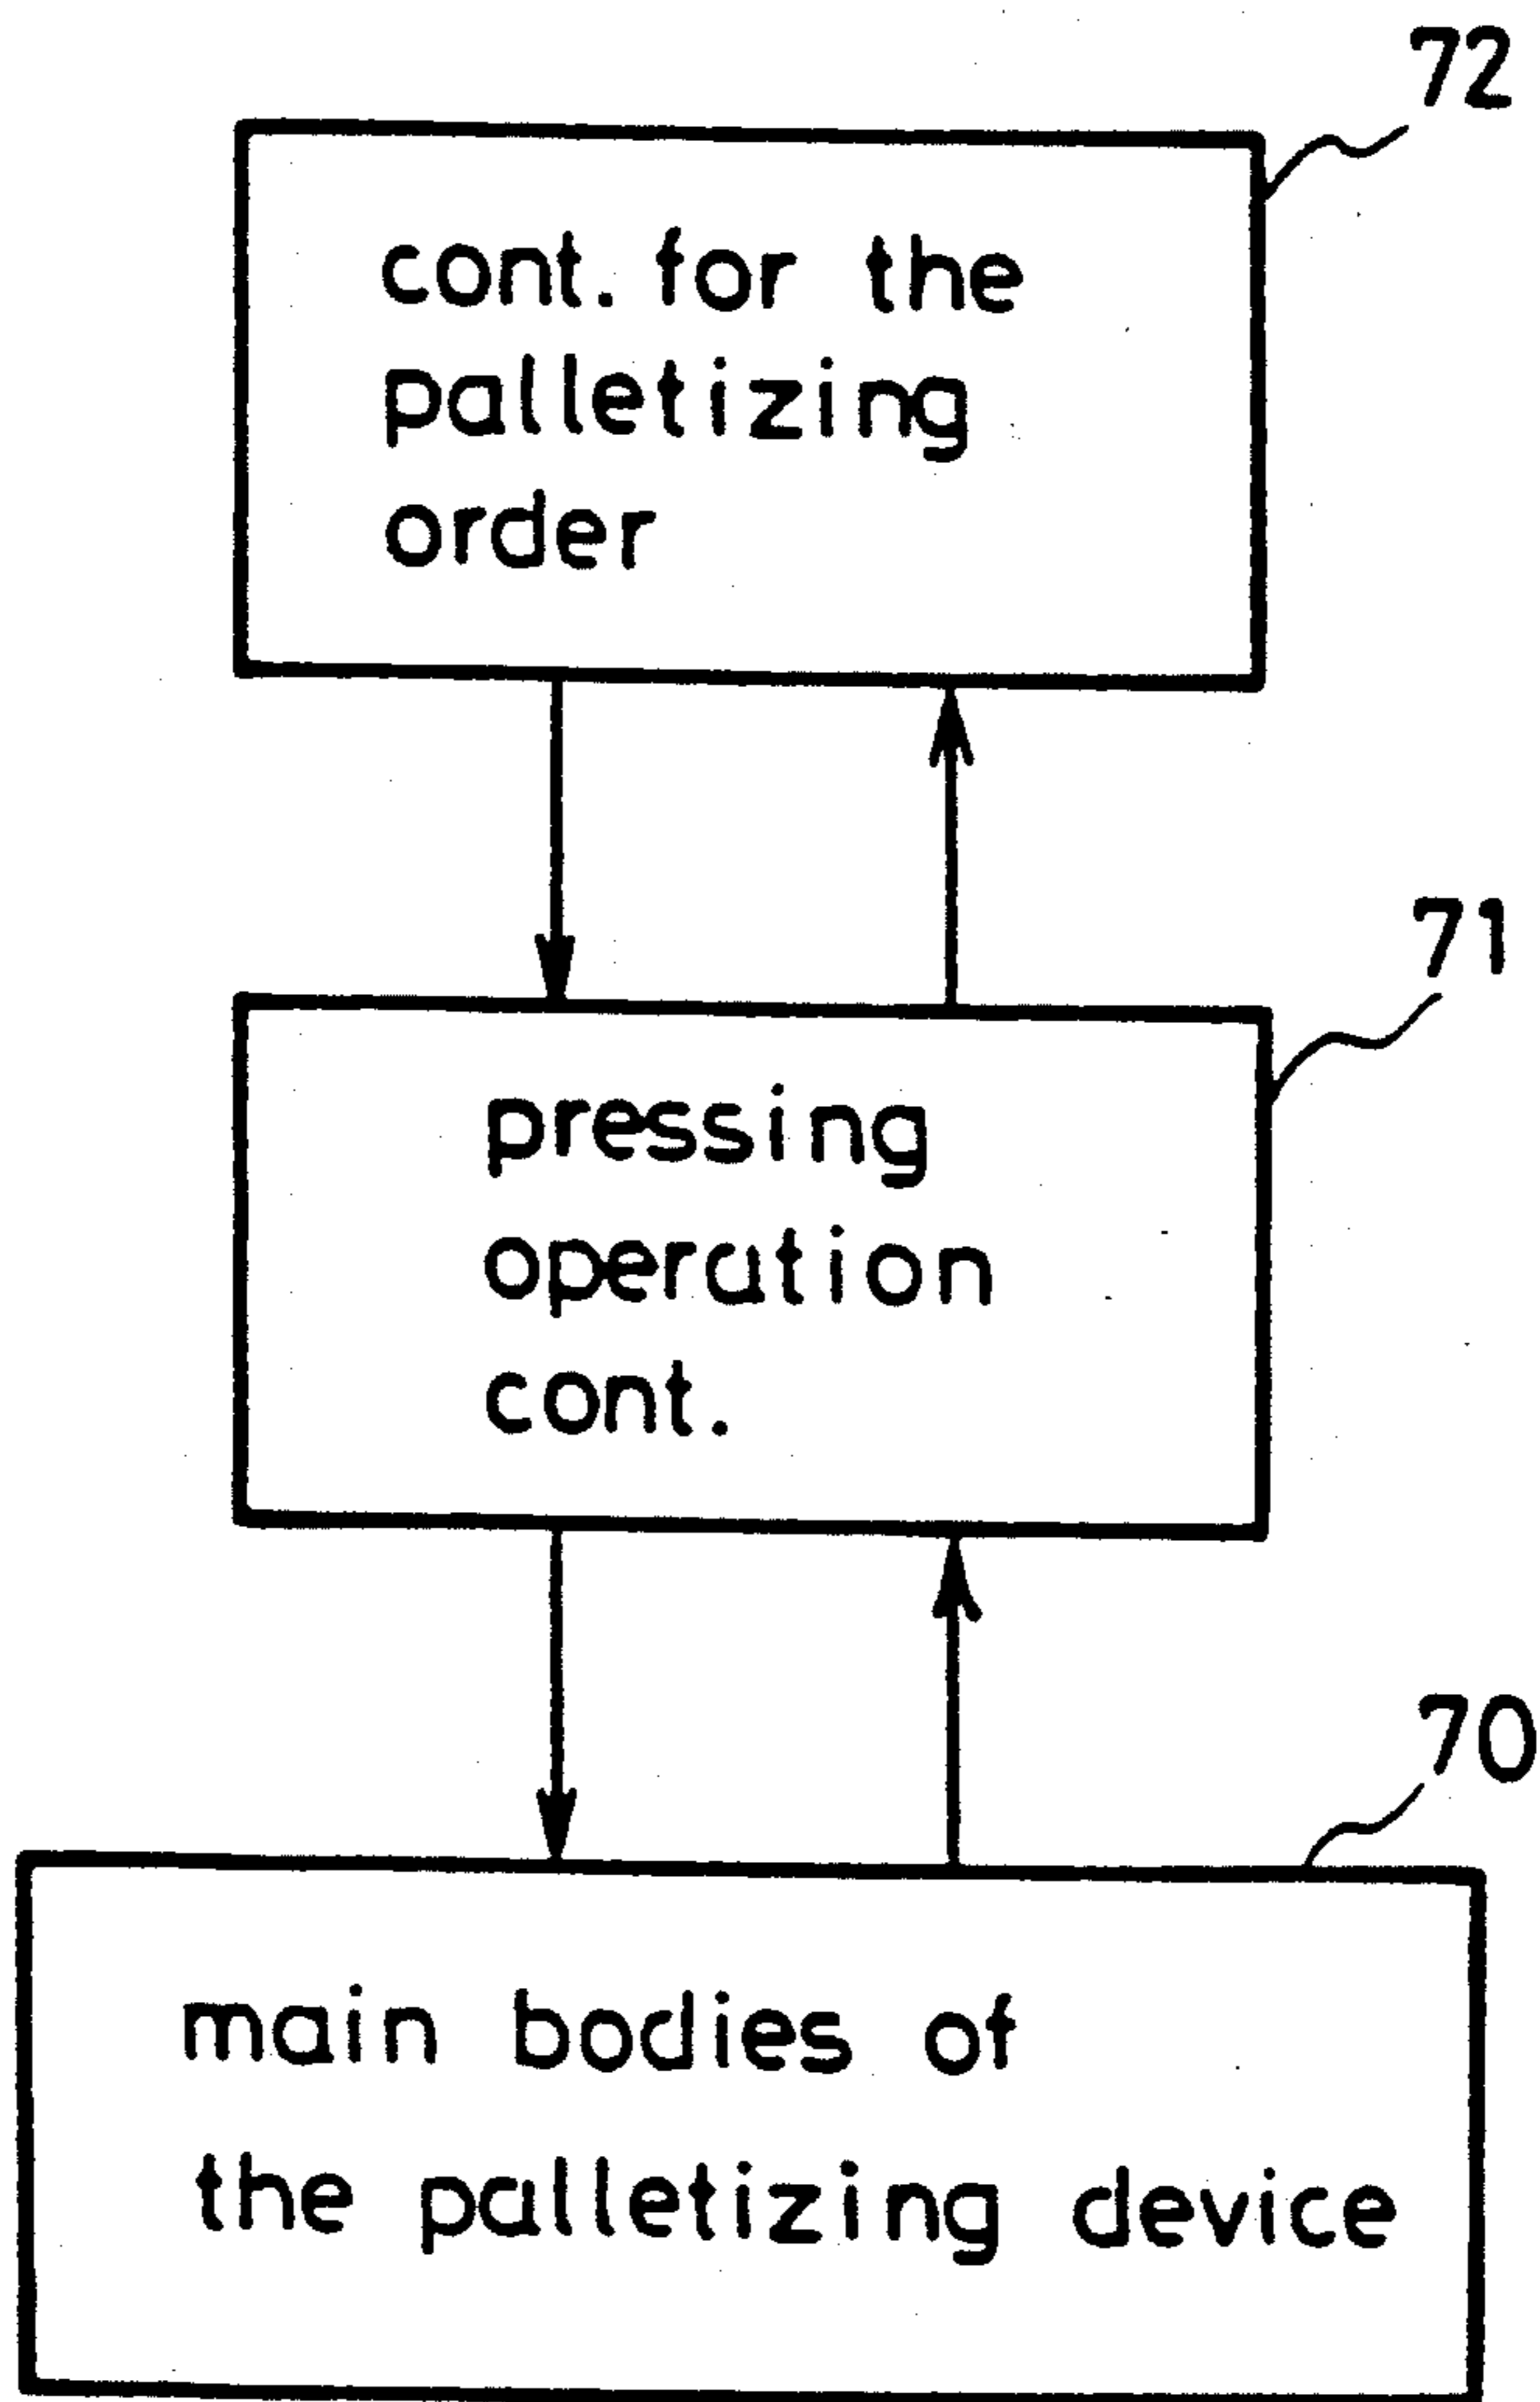 72
cont. for the
palletizing
order
71
pressing
operation
cont.
70
main bodies of
the palletizing device